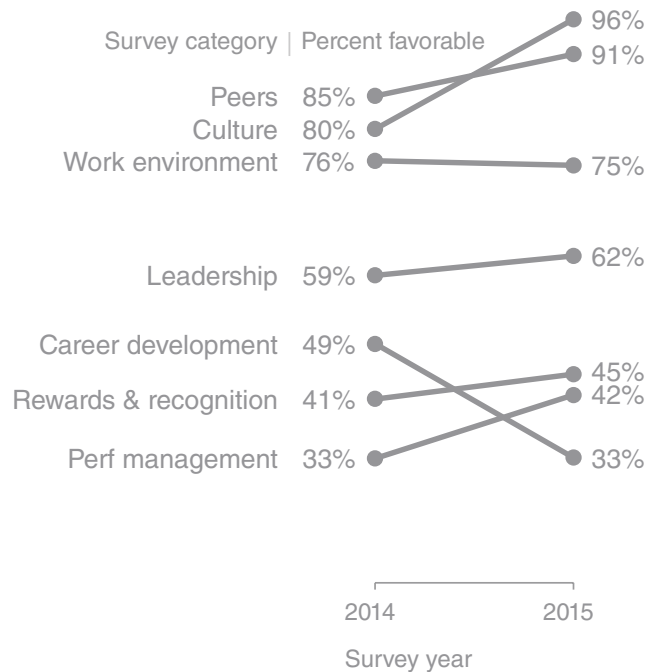 96%
Survey category | Percent favorable
91%
Peers 85%
Culture 80%
Work environment 76% 75%
Leadership 59% 62%
Career development 49%
45%
Rewards & recognition 41% 42%
Perf management 33% 33%
2014 2015
Survey year